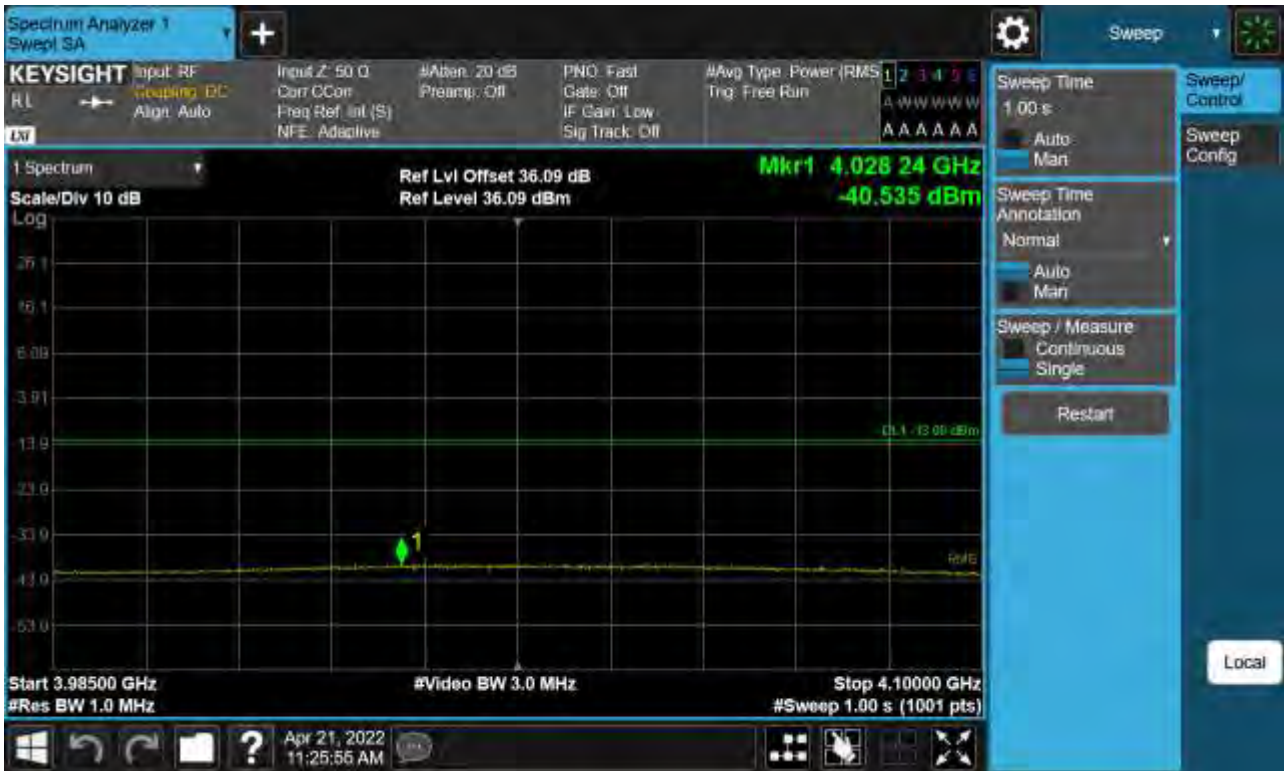 Spectrum Analyzer 1
Swept SA
+
Sweep
KEYSIGHT
RL
Input: RF
Coupling: DC
Align: Auto
Input Z: 50 Ω
Corr CCorr
Freq Ref: Int (S)
NFE: Adaptive
#Atten: 20 dB
Preamp: Off
PNO: Fast
Gate: Off
IF Gain: Low
Sig Track: Off
#Avg Type: Power (RMS
Trig: Free Run
1 2 3 4 5 6
A W W W W W
A A A A A A
1 Spectrum
Scale/Div 10 dB
Log
Ref Lvl Offset 36.09 dB
Ref Level 36.09 dBm
Mkr1 4.028 24 GHz
-40.535 dBm
26.1
16.1
6.09
-3.91
-13.9
DL1 -13.00 dBm
-23.9
-33.9
1
RMS
-43.9
-53.9
Start 3.98500 GHz
#Video BW 3.0 MHz
Stop 4.10000 GHz
#Res BW 1.0 MHz
#Sweep 1.00 s (1001 pts)
Sweep Time
1.00 s
Auto
Man
Sweep Time
Annotation
Normal
Auto
Man
Sweep / Measure
Continuous
Single
Restart
Sweep/
Control
Sweep
Config
Local
?
Apr 21, 2022
11:25:55 AM